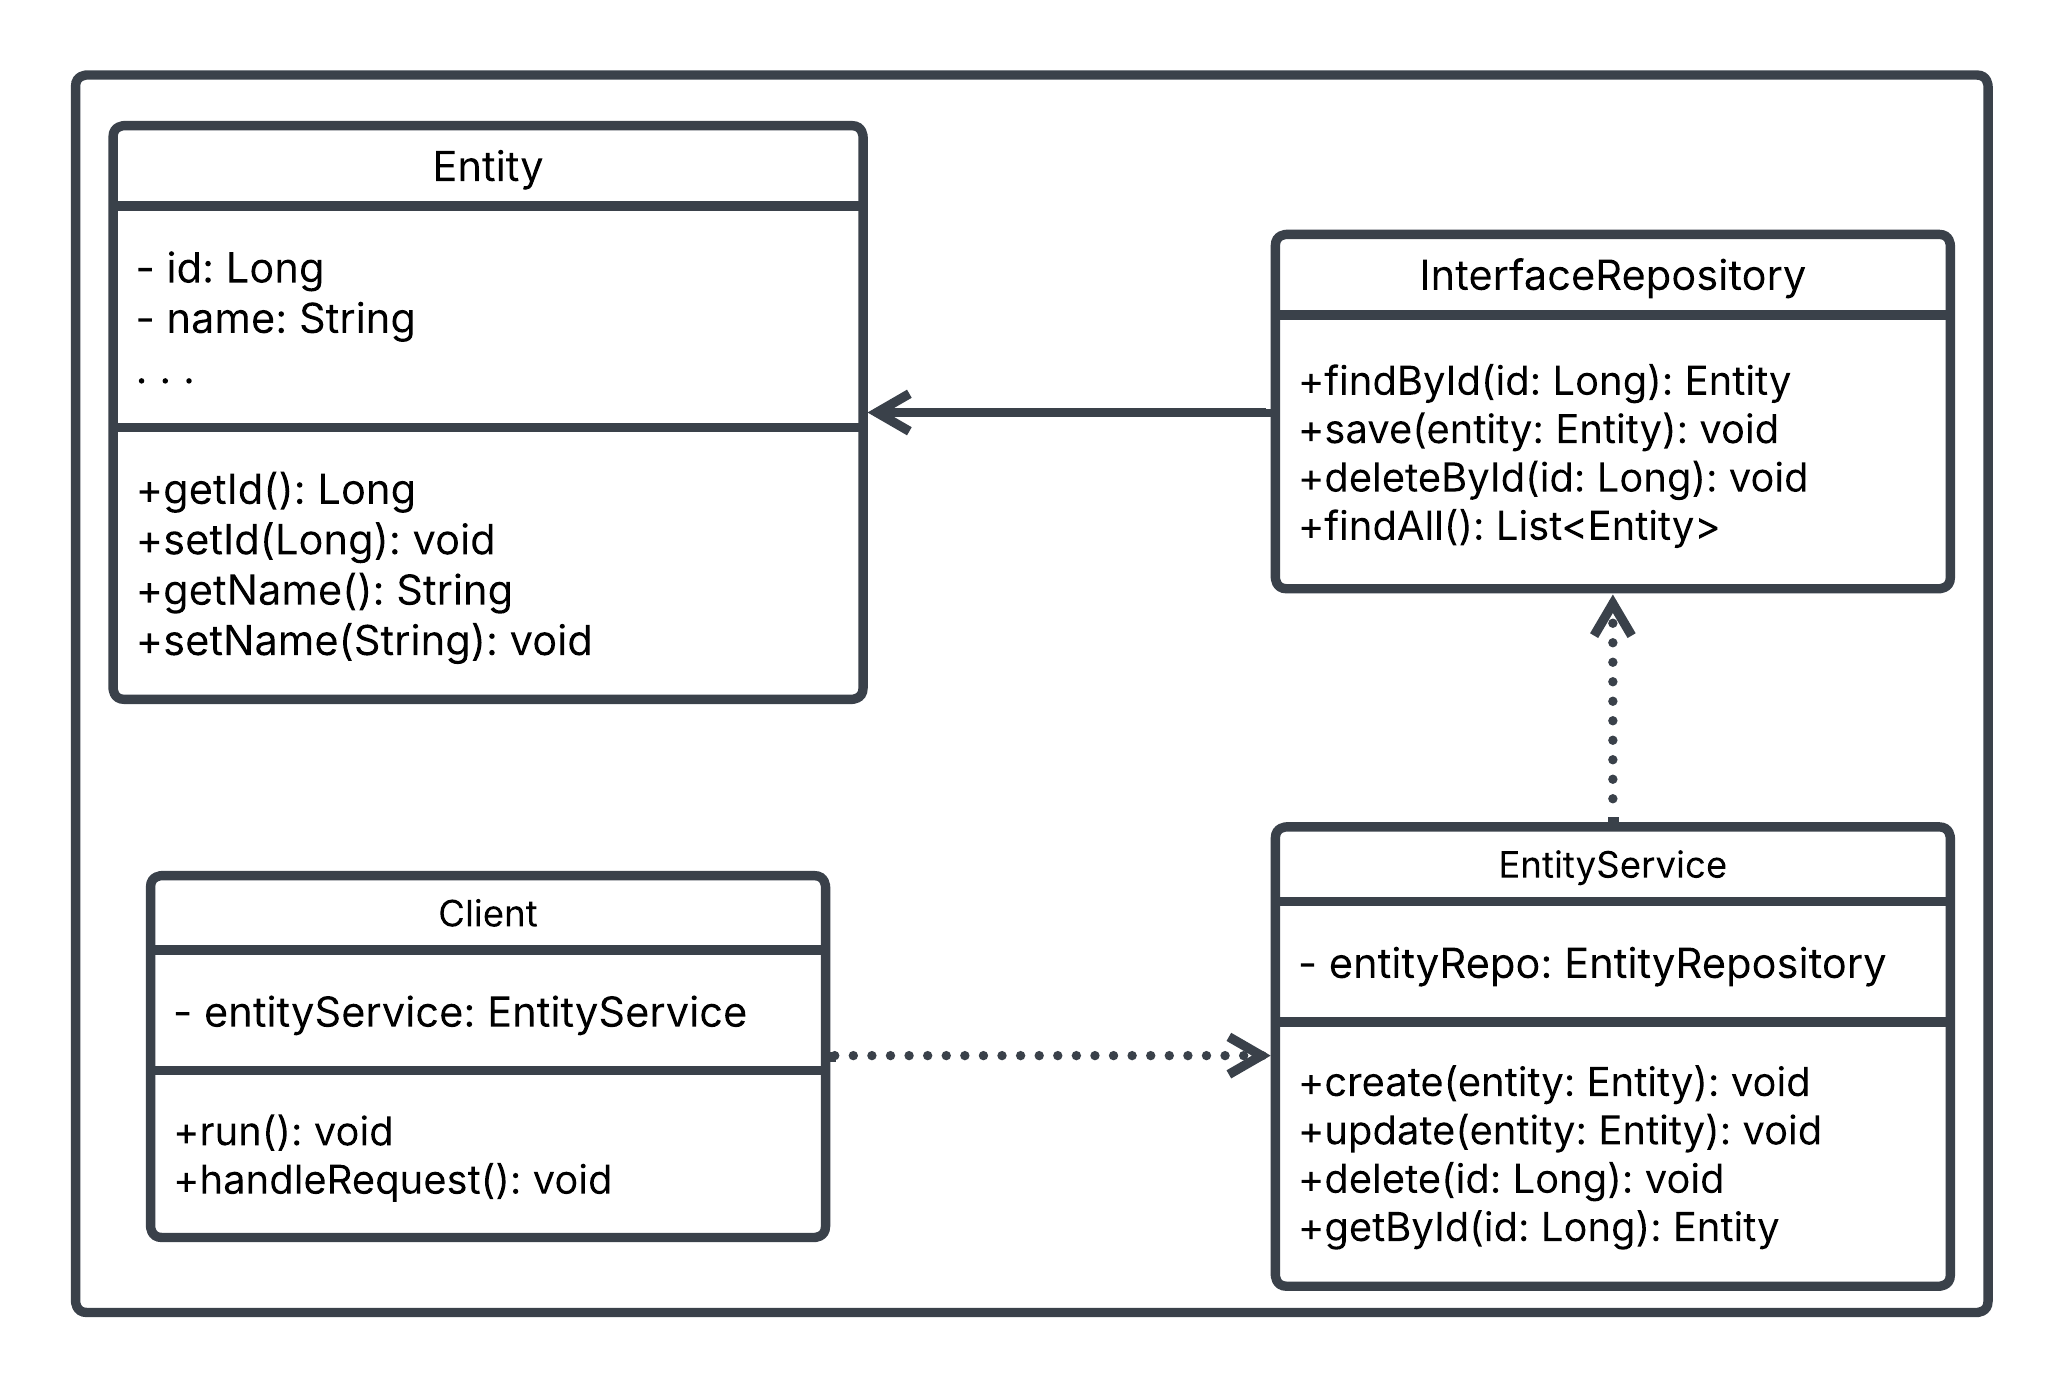 Entity
- id: Long
- name: String
. . .
+getId(): Long
+setId(Long): void
+getName(): String
+setName(String): void
InterfaceRepository
+findById(id: Long): Entity
+save(entity: Entity): void
+deleteById(id: Long): void
+findAll(): List<Entity>
Client
- entityService: EntityService
+run(): void
+handleRequest(): void
EntityService
- entityRepo: EntityRepository
+create(entity: Entity): void
+update(entity: Entity): void
+delete(id: Long): void
+getById(id: Long): Entity